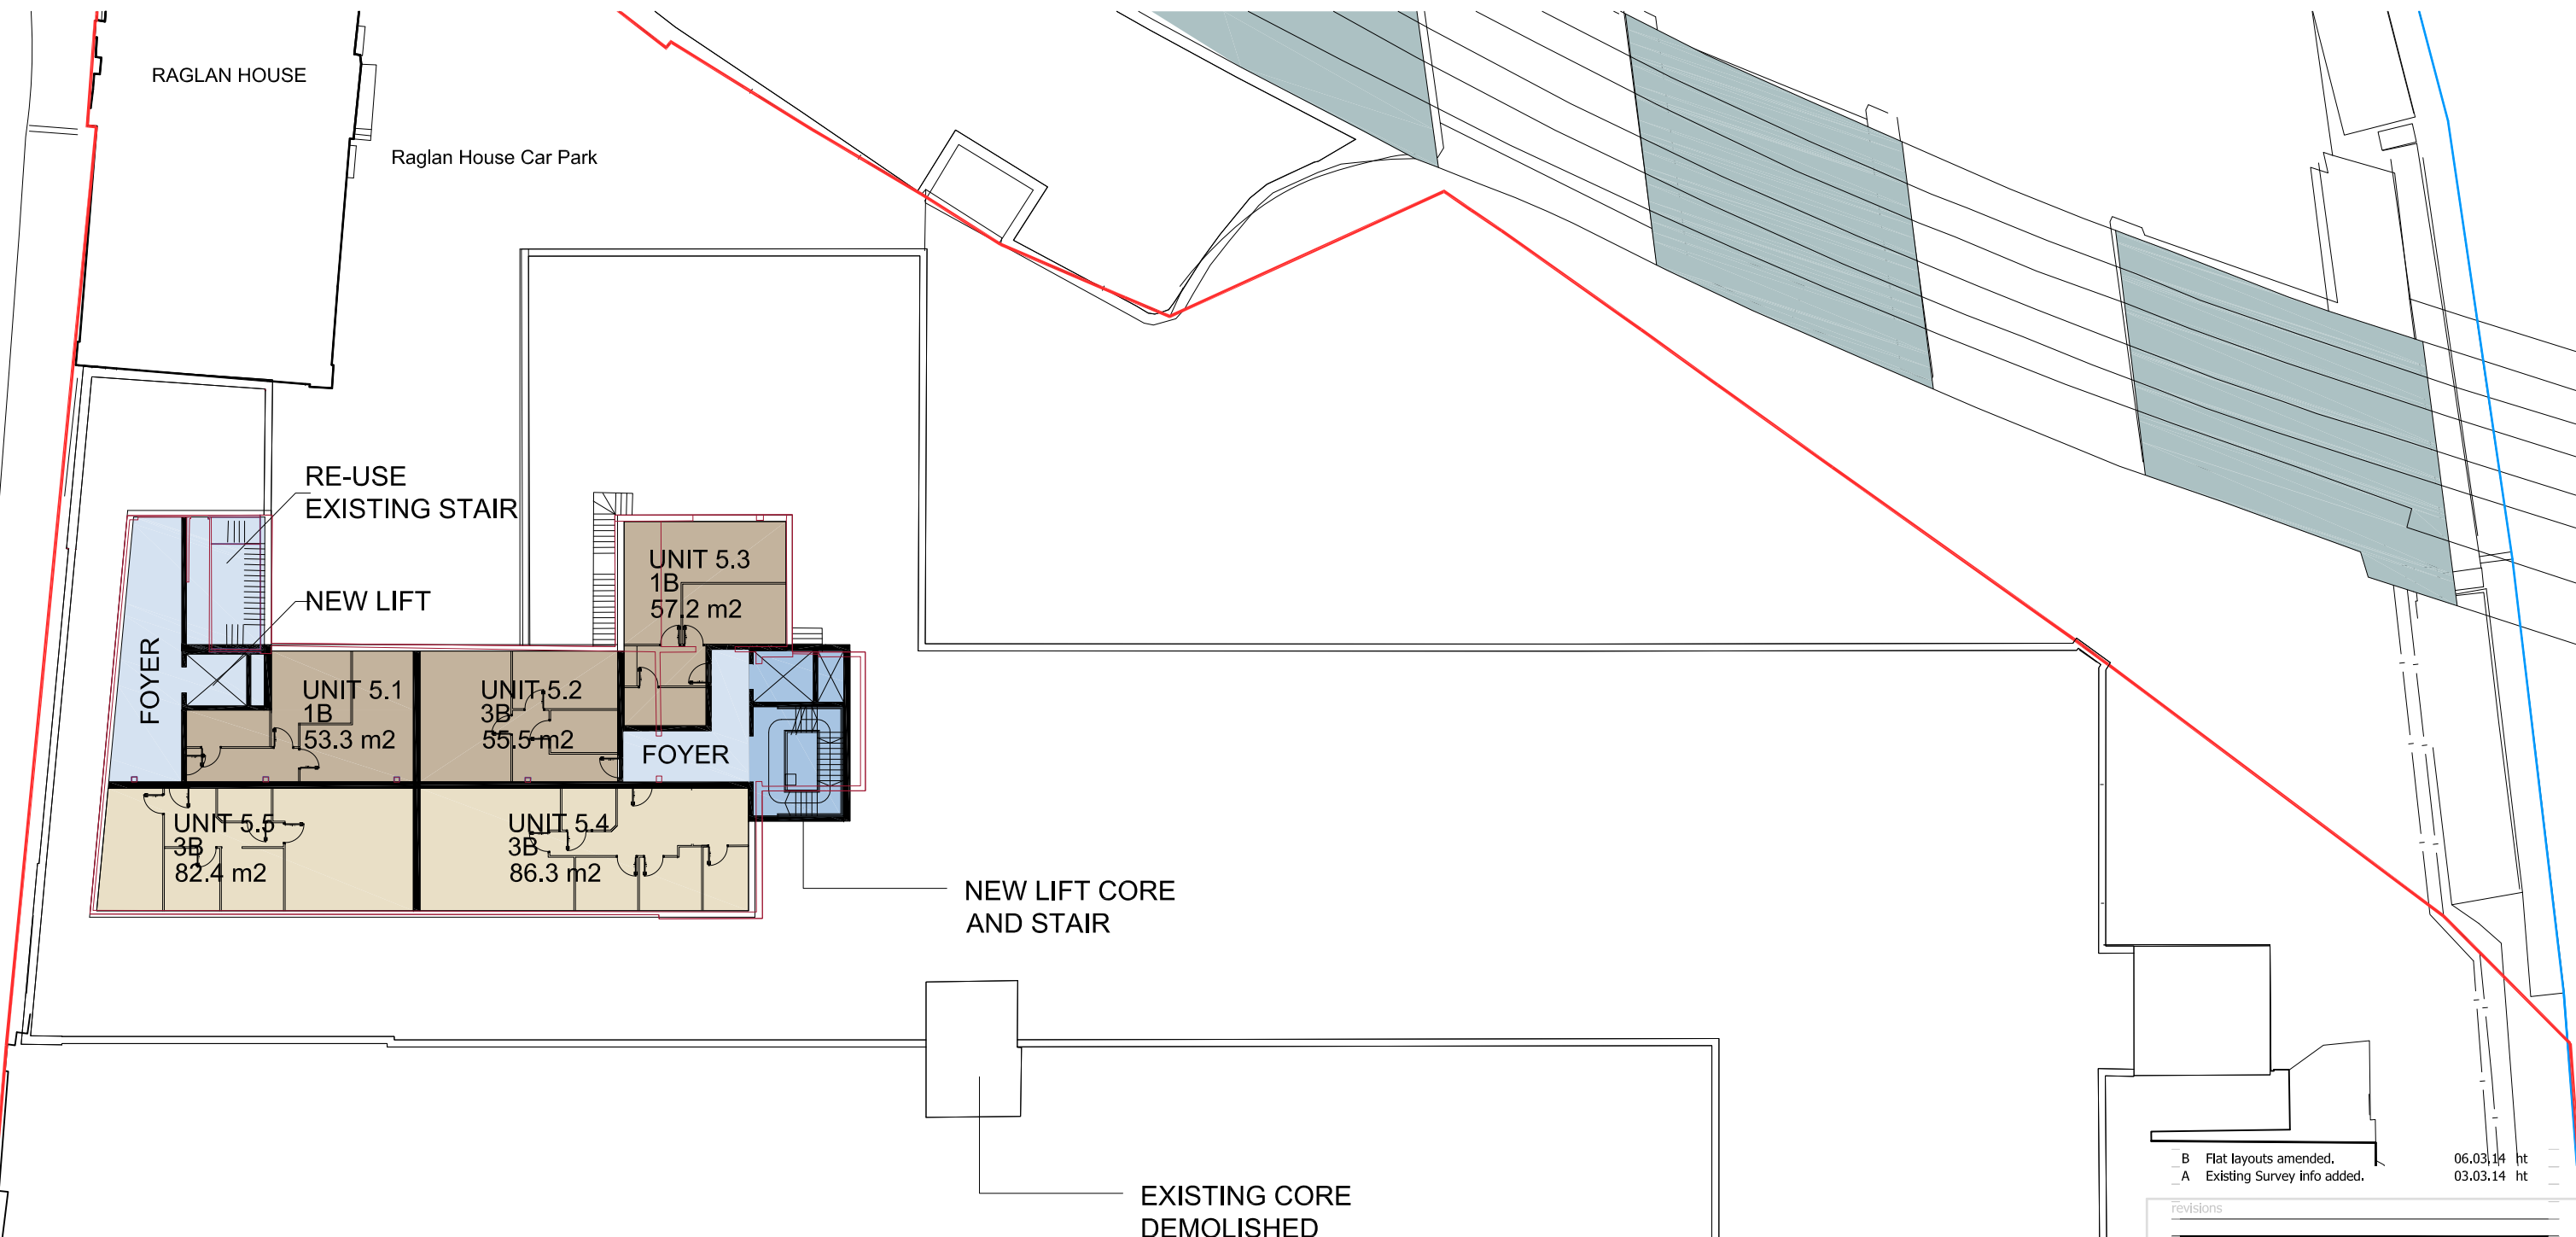 RAGLAN HOUSE
Raglan House Car Park
RE-USE
EXISTING STAIR
NEW LIFT
FOYER
UNIT 5.3
1B
57.2 m2
UNIT 5.1
1B
53.3 m2
UNIT 5.2
3B
55.5 m2
FOYER
UNIT 5.5
3B
82.4 m2
UNIT 5.4
3B
86.3 m2
NEW LIFT CORE
AND STAIR
EXISTING CORE
DEMOLISHED
B Flat layouts amended. 06.03.14 ht
A Existing Survey info added. 03.03.14 ht
revisions